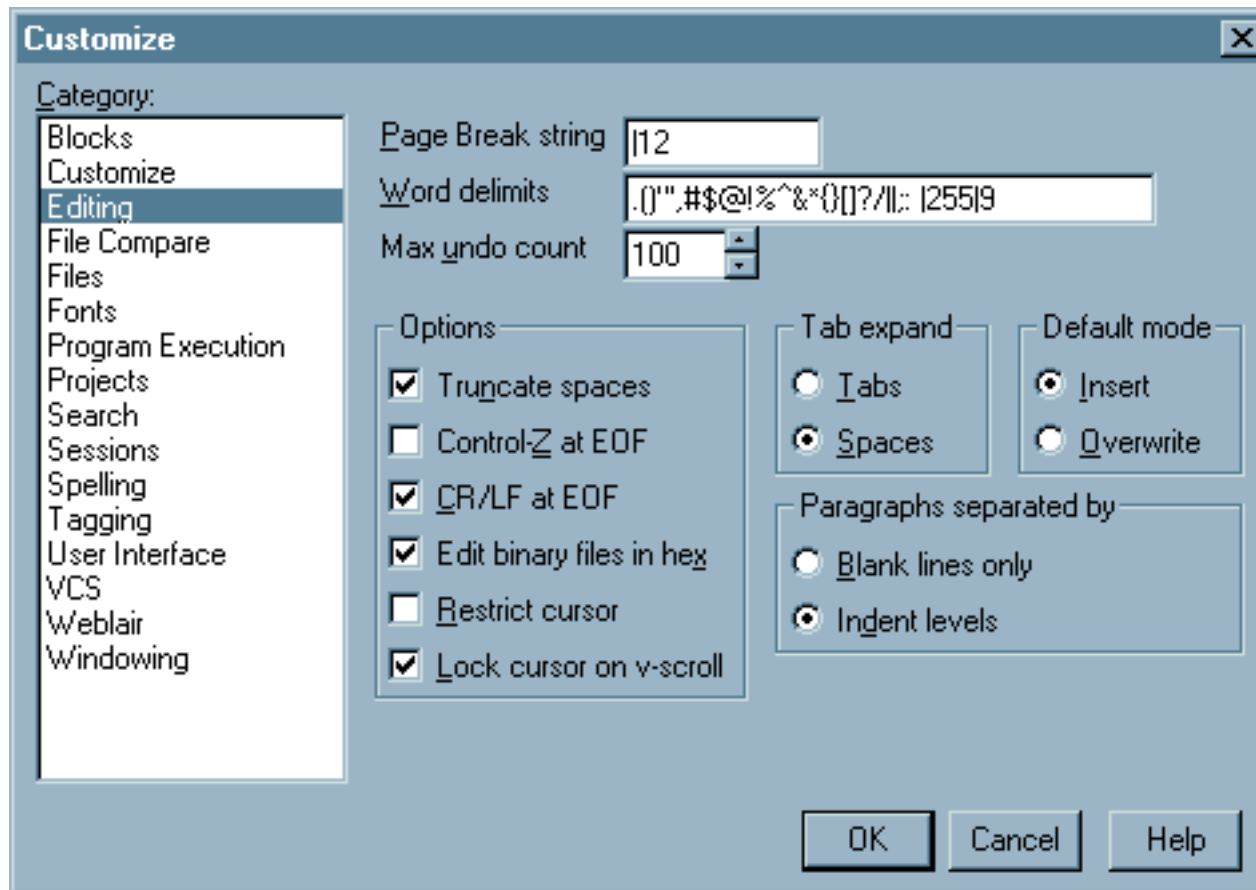 Customize
Category:
Blocks
Customize
Editing
File Compare
Files
Fonts
Program Execution
Projects
Search
Sessions
Spelling
Tagging
User Interface
VCS
Weblair
Windowing
Page Break string
|12
Word delimits
.()'",#$@!%^&*{}[]?/||;: |255|9
Max undo count
100
Options
Truncate spaces
Control-Z at EOF
CR/LF at EOF
Edit binary files in hex
Restrict cursor
Lock cursor on v-scroll
Tab expand
Tabs
Spaces
Default mode
Insert
Overwrite
Paragraphs separated by
Blank lines only
Indent levels
OK
Cancel
Help